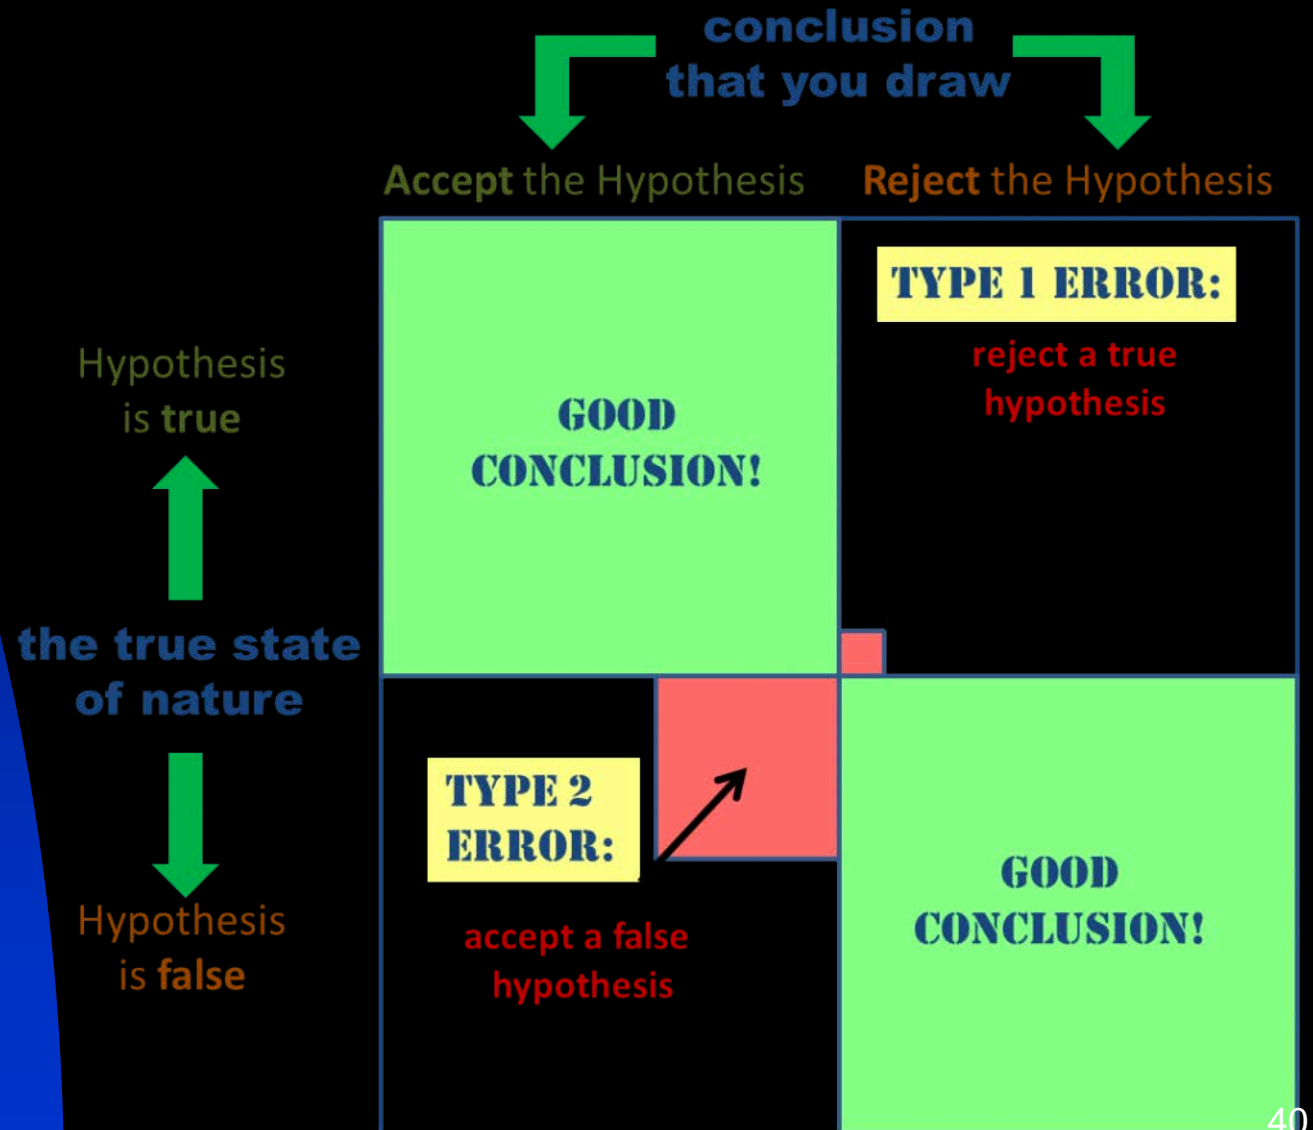 conclusion
that you draw
Accept the Hypothesis
Reject the Hypothesis
TYPE 1 ERROR:
reject a true
hypothesis
Hypothesis
is true
GOOD
CONCLUSION!
the true state
of nature
TYPE 2
ERROR:
accept a false
hypothesis
GOOD
CONCLUSION!
Hypothesis
is false
40